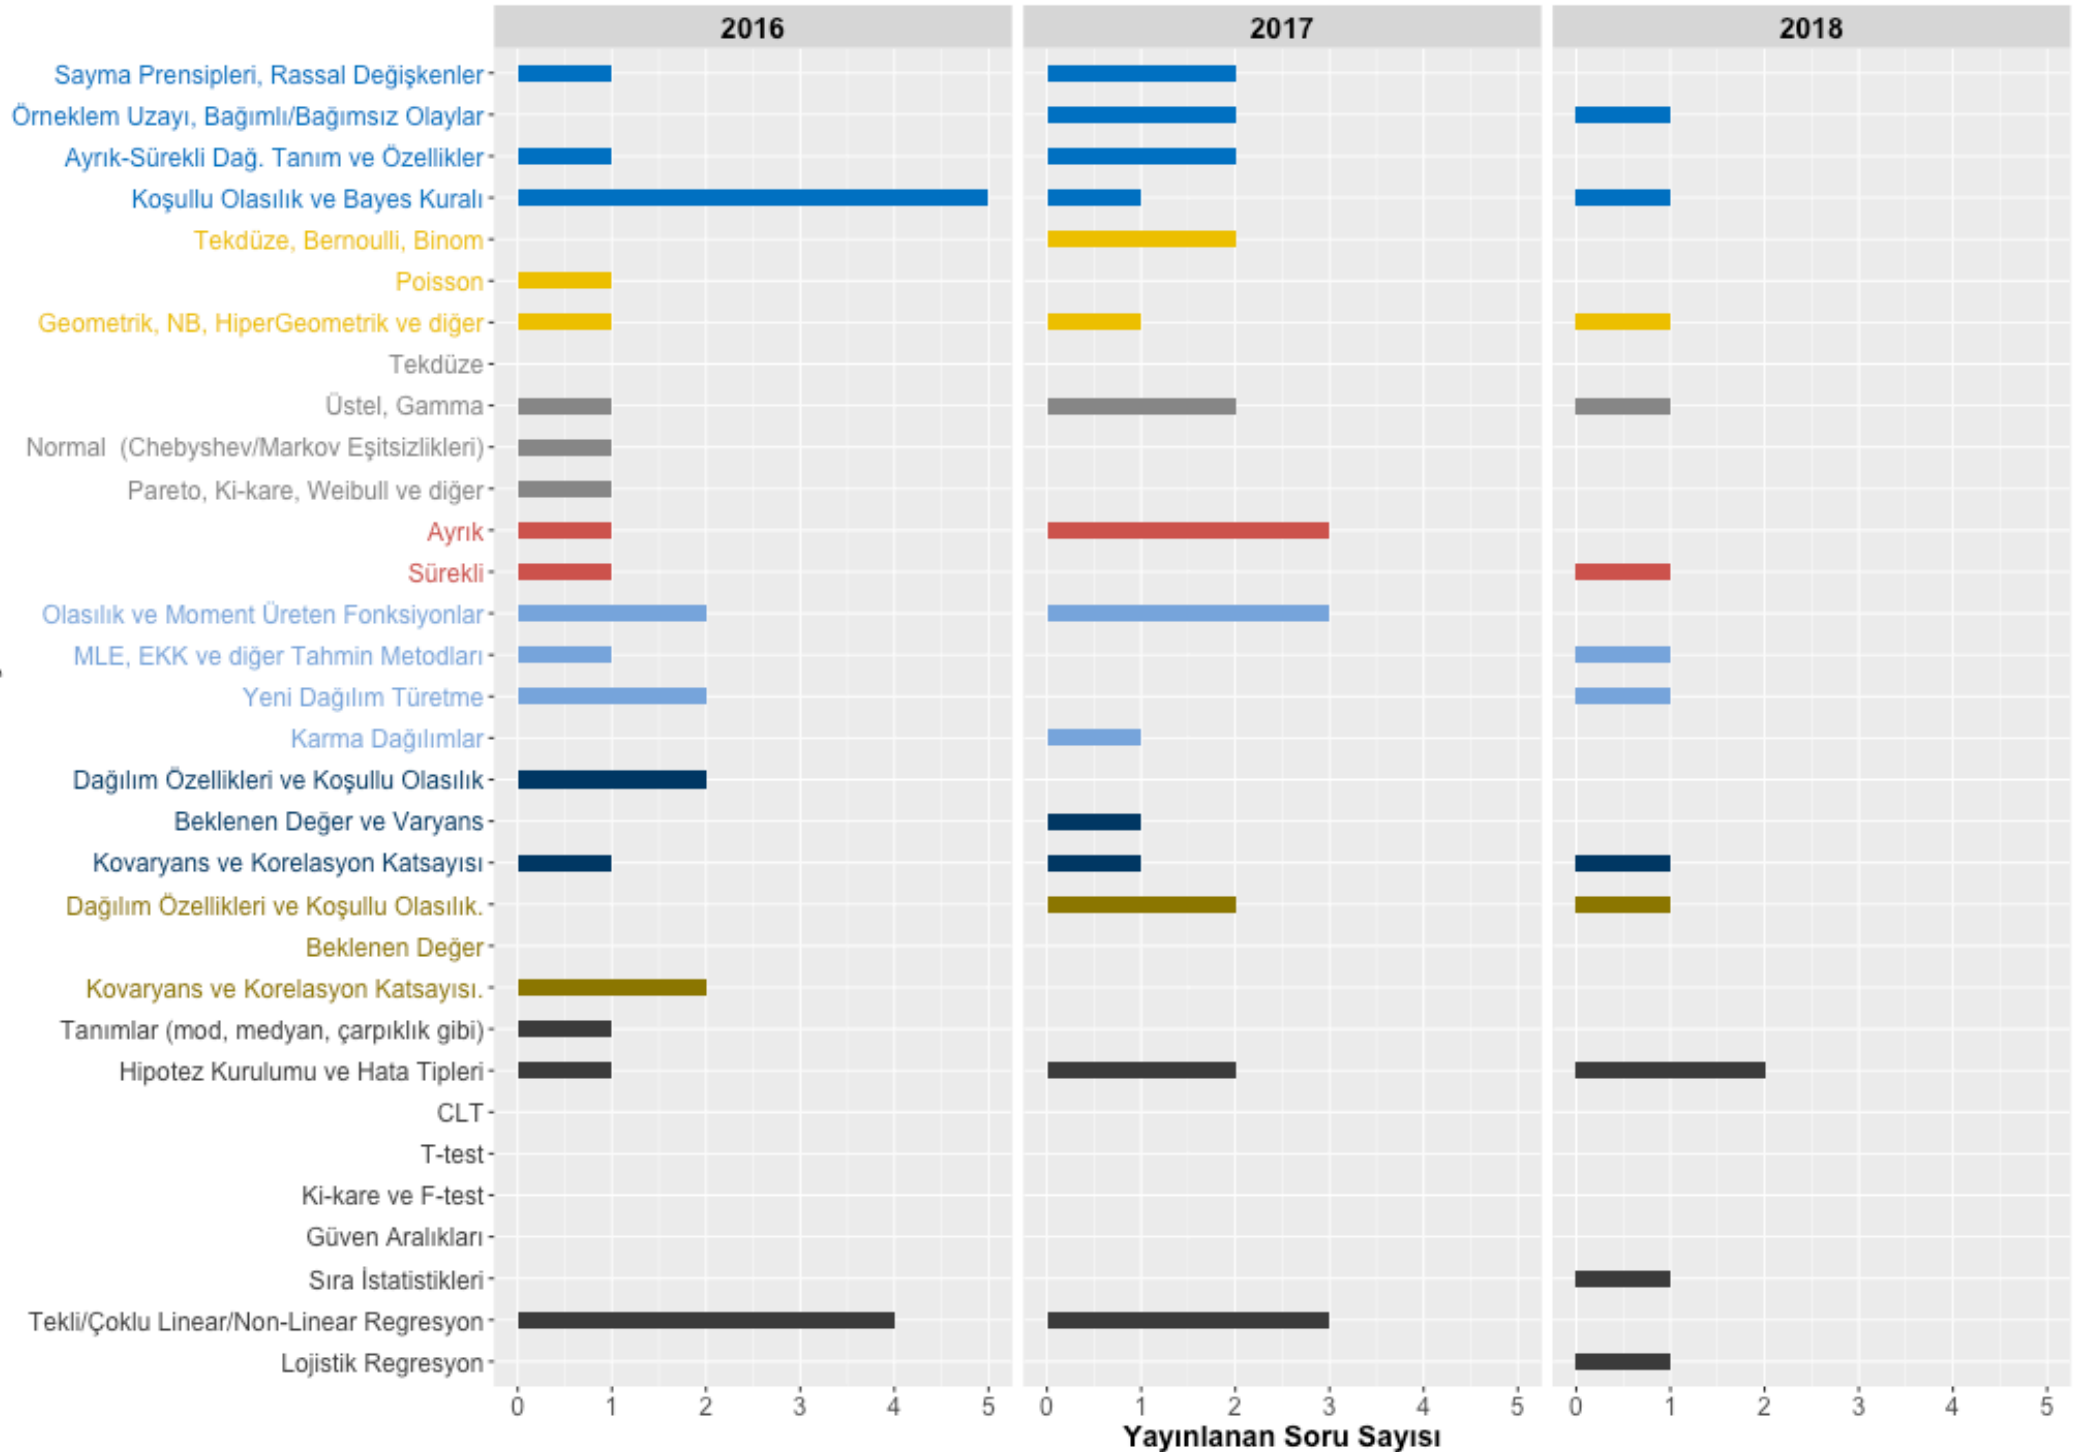 2016 2017 2018
Sayma Prensipleri, Rassal Değişkenler
Örneklem Uzayı, Bağımlı/Bağımsız Olaylar
Ayrık-Sürekli Dağ. Tanım ve Özellikler
Koşullu Olasılık ve Bayes Kuralı
Tekdüze, Bernoulli, Binom
Poisson
Geometrik, NB, HiperGeometrik ve diğer
Tekdüze
Üstel, Gamma
Normal (Chebyshev/Markov Eşitsizlikleri)
Pareto, Ki-kare, Weibull ve diğer
Ayrık
Sürekli
Olasılık ve Moment Üreten Fonksiyonlar
MLE, EKK ve diğer Tahmin Metodları
Yeni Dağılım Türetme
Karma Dağılımlar
Dağılım Özellikleri ve Koşullu Olasılık
Beklenen Değer ve Varyans
Kovaryans ve Korelasyon Katsayısı
Dağılım Özellikleri ve Koşullu Olasılık.
Beklenen Değer
Kovaryans ve Korelasyon Katsayısı.
Tanımlar (mod, medyan, çarpıklık gibi)
Hipotez Kurulumu ve Hata Tipleri
CLT
T-test
Ki-kare ve F-test
Güven Aralıkları
Sıra İstatistikleri
Tekli/Çoklu Linear/Non-Linear Regresyon
Lojistik Regresyon
0 1 2 3 4 5 0 1 2 3 4 5 0 1 2 3 4 5
Yayınlanan Soru Sayısı